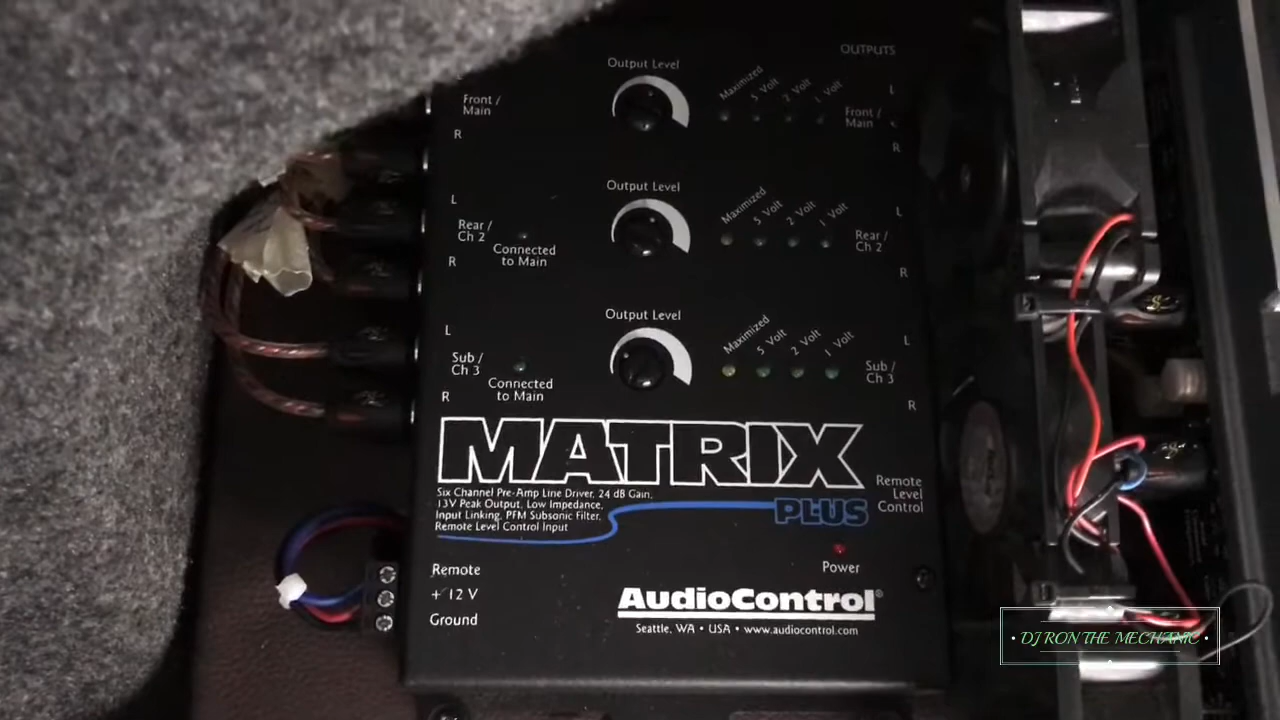 OUTPUTS
Output Level
Maximized 5 Volt 2 Volt 1 Volt
L
Front / Main
Front / Main
R
R
Output Level
Maximized 5 Volt 2 Volt 1 Volt
L
L
Rear / Ch 2
Connected to Main
Rear / Ch 2
R
R
Output Level
Maximized 5 Volt 2 Volt 1 Volt
L
L
Sub / Ch 3
Connected to Main
Sub / Ch 3
R
R
MATRIX
PLUS
Six Channel Pre-Amp Line Driver, 24 dB Gain,
13V Peak Output, Low Impedance,
Input Linking, PFM Subsonic Filter,
Remote Level Control Input
Remote
Level
Control
Power
Remote
+ 12 V
Ground
AudioControl®
Seattle, WA • USA • www.audiocontrol.com
• DJ RON THE MECHANIC •